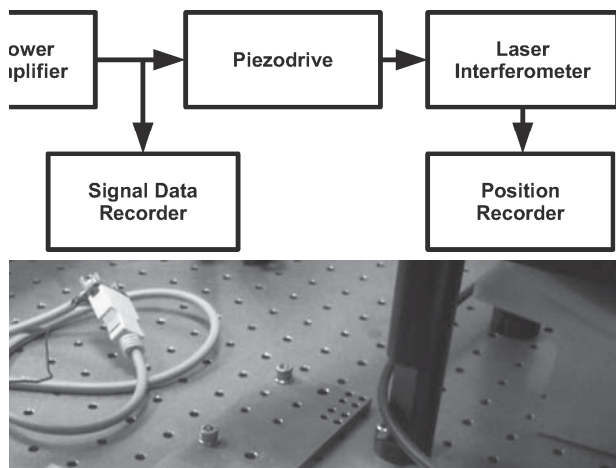 ower
Piezodrive
Laser
plifier
Interferometer
Signal Data
Recorder
Position
Recorder